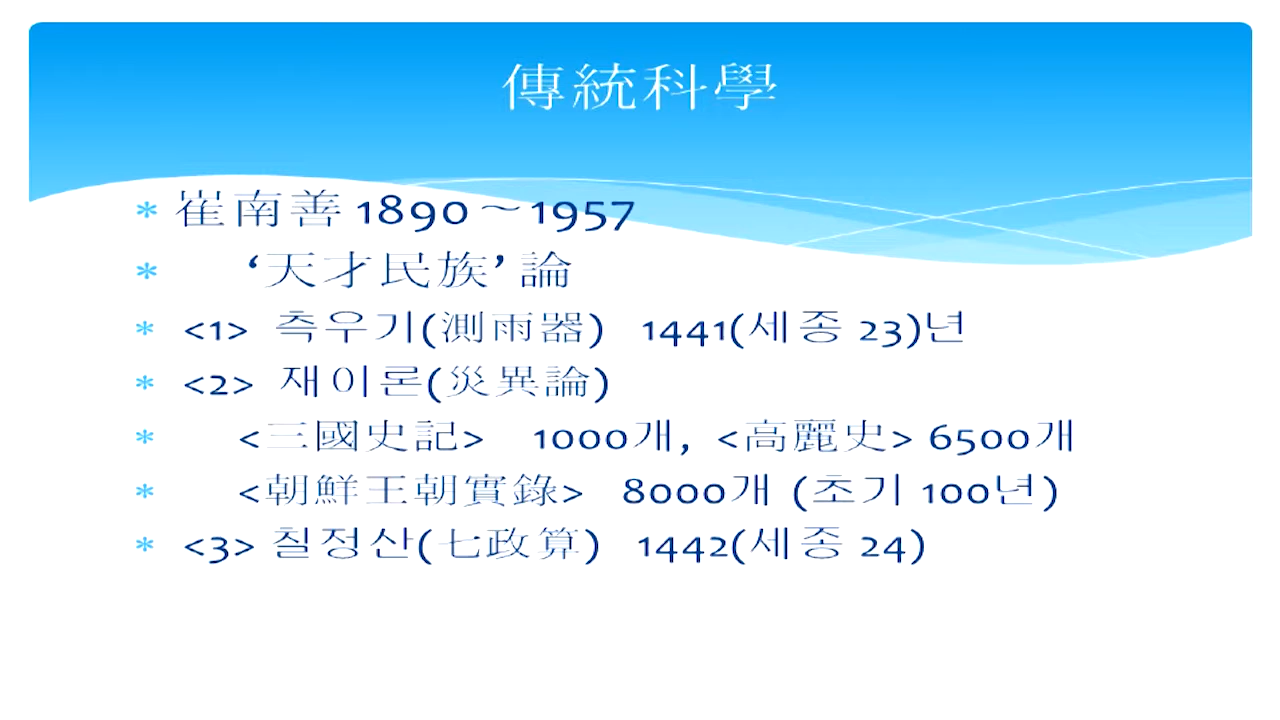 傳統科學
* 崔南善 1890～1957
* ‘天才民族’ 論
* <1> 측우기(測雨器) 1441(세종 23)년
* <2> 재이론(災異論)
* <三國史記> 1000개, <高麗史> 6500개
* <朝鮮王朝實錄> 8000개 (초기 100년)
* <3> 칠정산(七政算) 1442(세종 24)